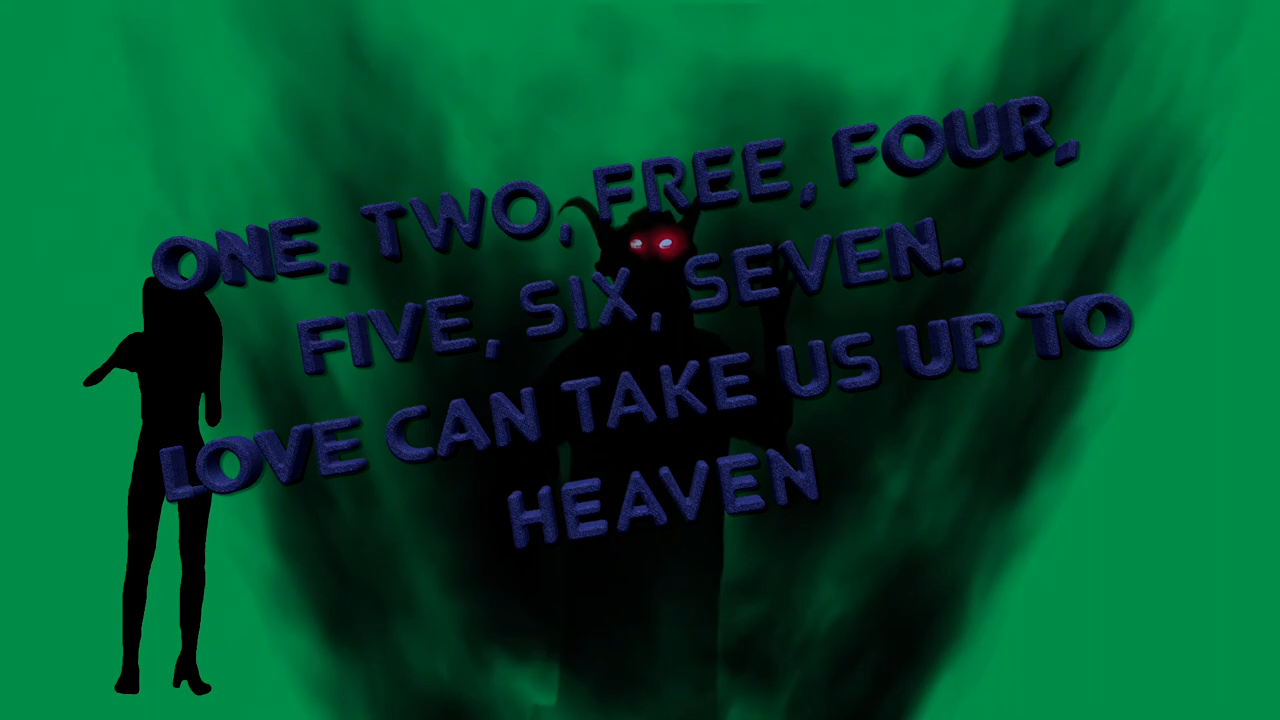 ONE, TWO, FREE, FOUR,
FIVE, SIX, SEVEN.
LOVE CAN TAKE US UP TO
HEAVEN